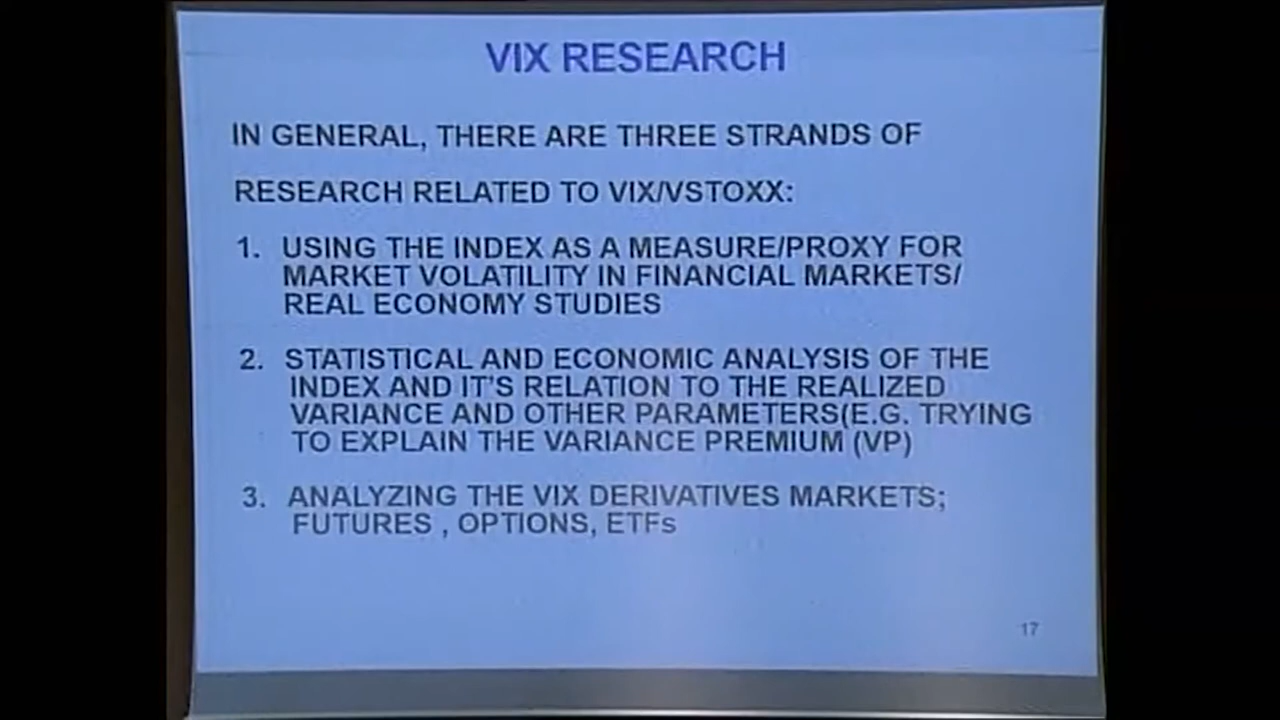 VIX RESEARCH
IN GENERAL, THERE ARE THREE STRANDS OF
RESEARCH RELATED TO VIX/VSTOXX:
1. USING THE INDEX AS A MEASURE/PROXY FOR
MARKET VOLATILITY IN FINANCIAL MARKETS/
REAL ECONOMY STUDIES
2. STATISTICAL AND ECONOMIC ANALYSIS OF THE
INDEX AND IT'S RELATION TO THE REALIZED
VARIANCE AND OTHER PARAMETERS(E.G. TRYING
TO EXPLAIN THE VARIANCE PREMIUM (VP)
3. ANALYZING THE VIX DERIVATIVES MARKETS;
FUTURES , OPTIONS, ETFs
17